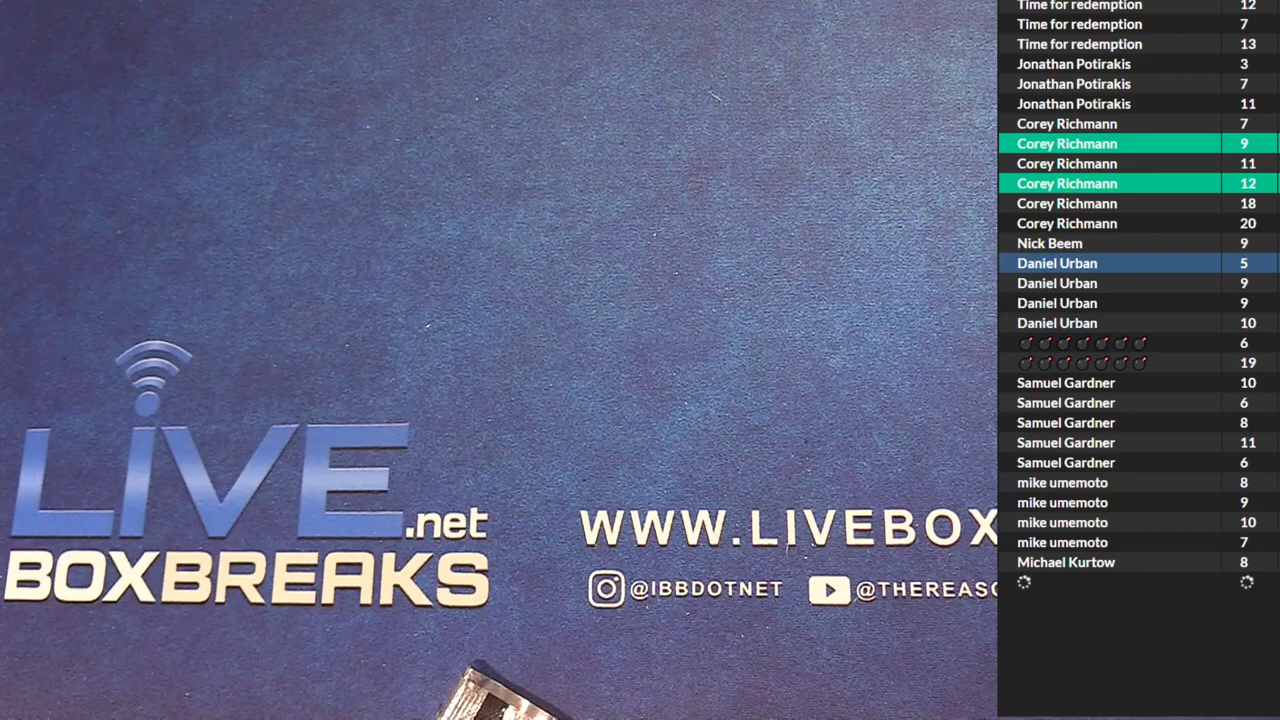 Time for redemption 12
Time for redemption 7
Time for redemption 13
Jonathan Potirakis 3
Jonathan Potirakis 7
Jonathan Potirakis 11
Corey Richmann 7
Corey Richmann 9
Corey Richmann 11
Corey Richmann 12
Corey Richmann 18
Corey Richmann 20
Nick Beem 9
Daniel Urban 5
Daniel Urban 9
Daniel Urban 9
Daniel Urban 10
6
19
Samuel Gardner 10
Samuel Gardner 6
Samuel Gardner 8
Samuel Gardner 11
Samuel Gardner 6
mike umemoto 8
mike umemoto 9
mike umemoto 10
mike umemoto 7
Michael Kurtow 8
LIVE.net
BOXBREAKS
WWW.LIVEBOX
@IBBDOTNET @THEREASO